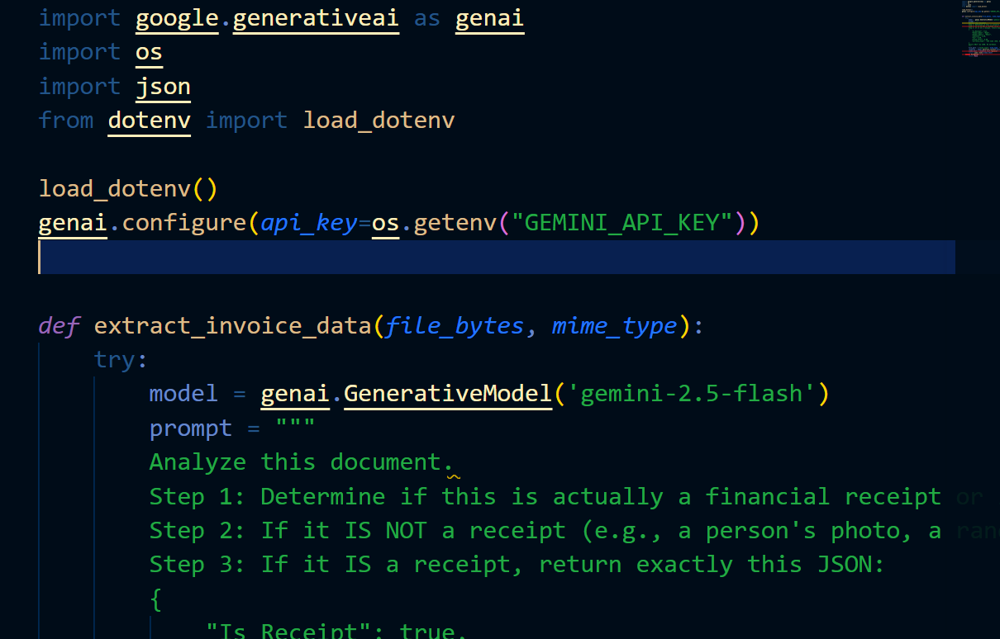 import google.generativeai as genai
import os
import json
from dotenv import load_dotenv
load_dotenv()
genai.configure(api_key=os.getenv("GEMINI_API_KEY"))
def extract_invoice_data(file_bytes, mime_type):
try:
model = genai.GenerativeModel('gemini-2.5-flash')
prompt = """
Analyze this document.
Step 1: Determine if this is actually a financial receipt or
Step 2: If it IS NOT a receipt (e.g., a person's photo, a ran
Step 3: If it IS a receipt, return exactly this JSON:
{
"Is Receipt": true,